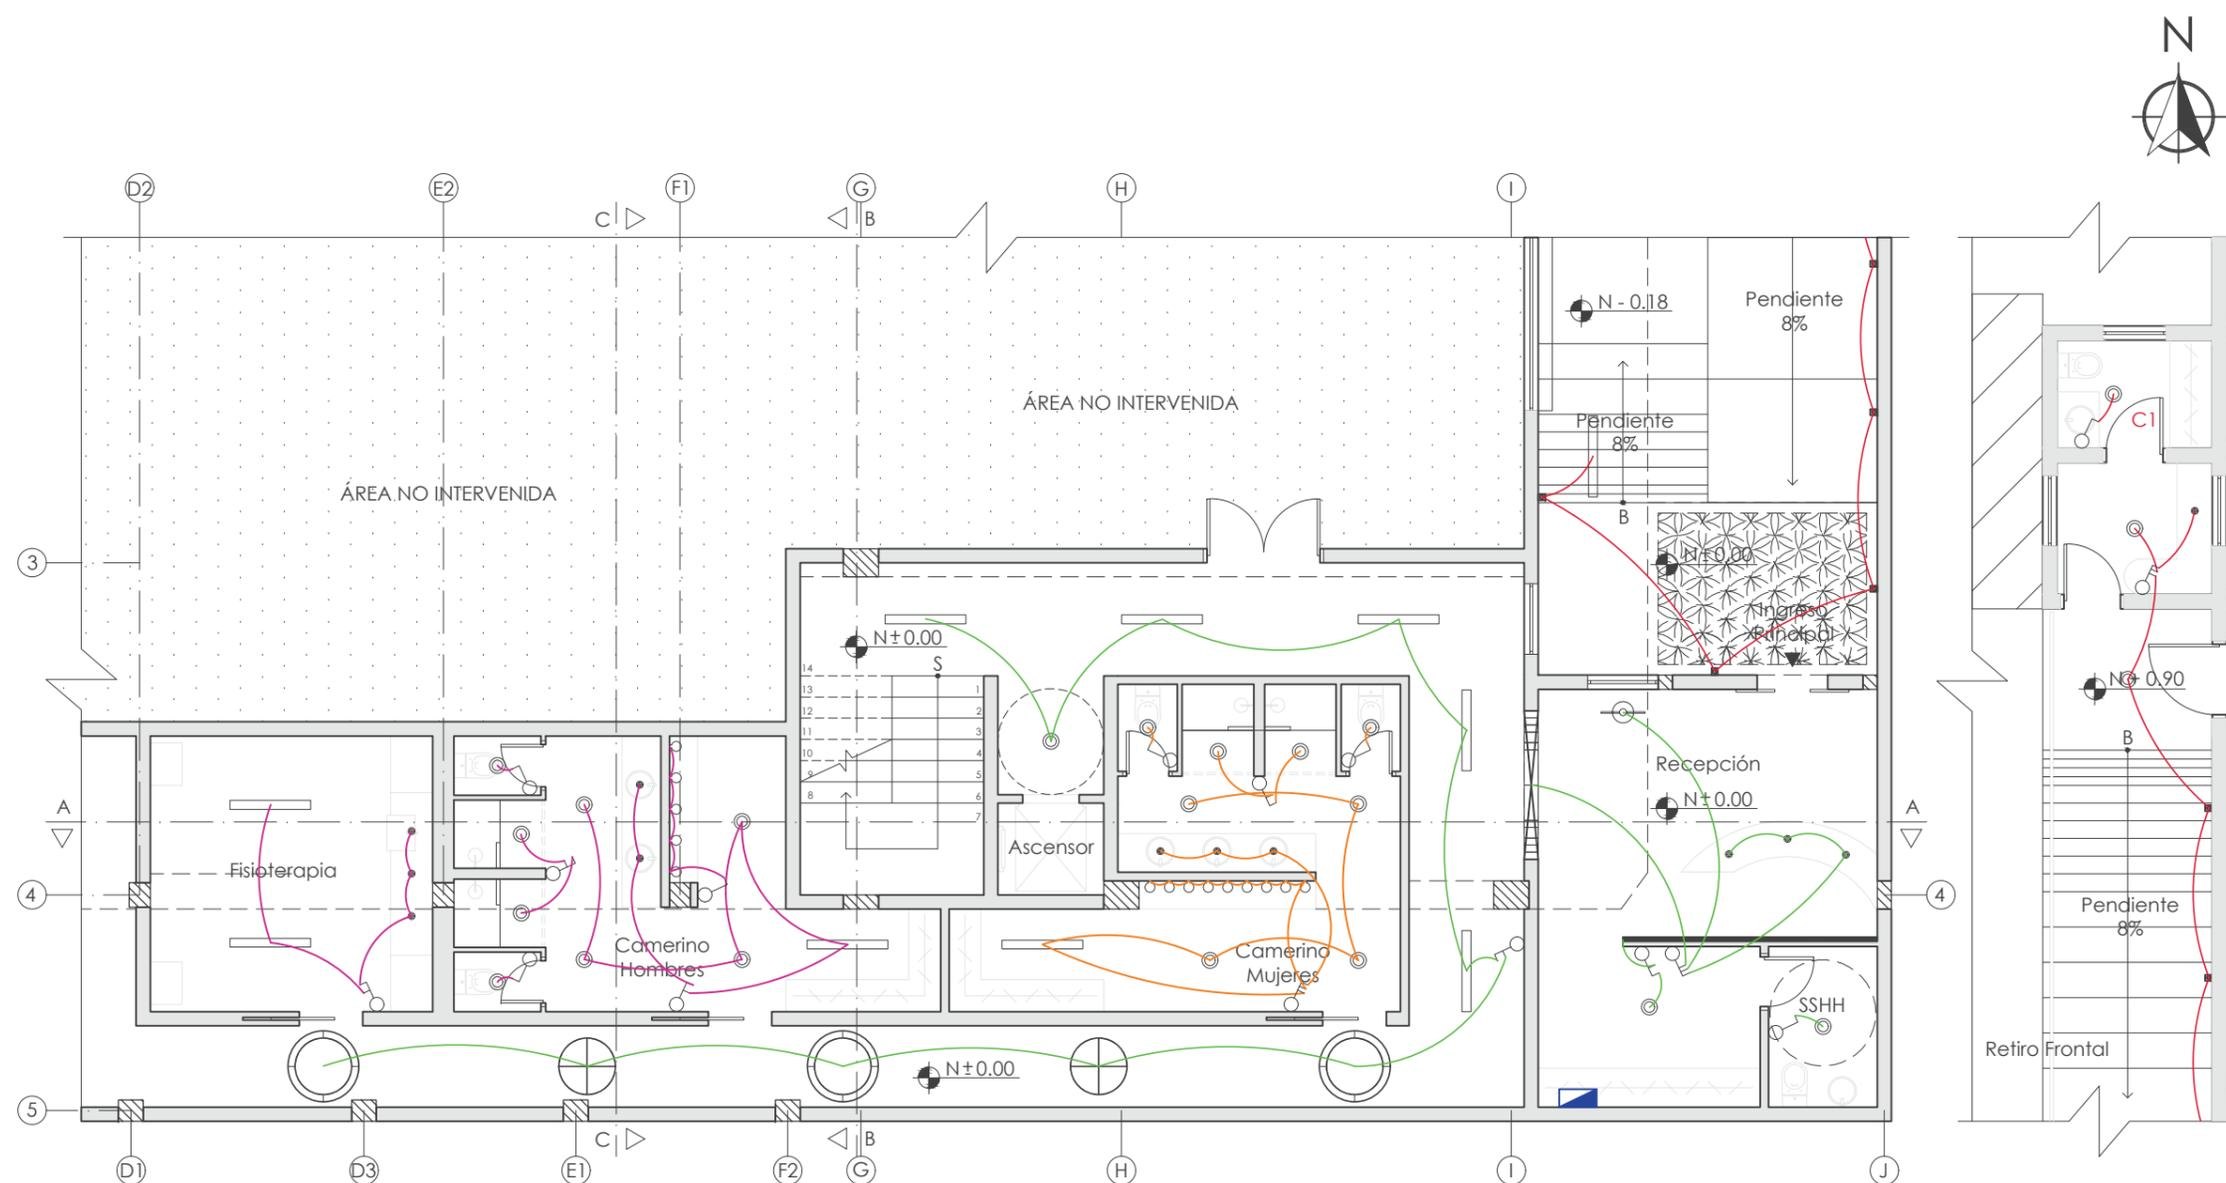 N
D2
E2
F1
G
H
I
C
B
N - 0.18
Pendiente
8%
ÁREA NO INTERVENIDA
Pendiente
8%
C1
ÁREA NO INTERVENIDA
B
3
N±0.00
Ingreso
Principal
N±0.00
14
13
12
11
10
9
8
S
1
2
3
4
5
6
7
N+0.90
B
Recepción
N±0.00
A
A
Fisioterapia
Ascensor
4
4
Pendiente
8%
Camerino
Hombres
Camerino
Mujeres
SSHH
Retiro Frontal
N±0.00
5
C
B
D1
D3
E1
F2
G
H
I
J